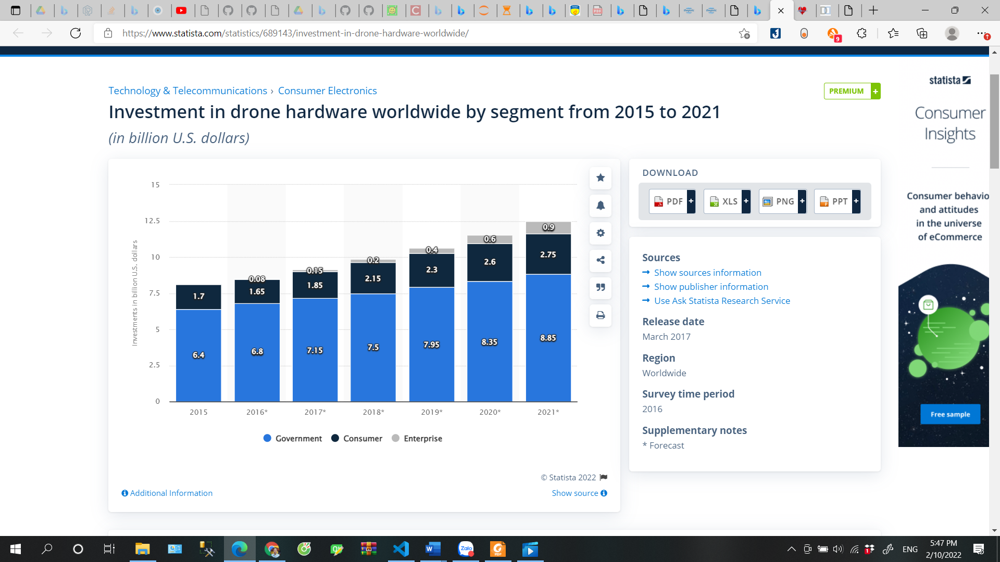 https://www.statista.com/statistics/689143/investment-in-drone-hardware-worldwide/
9
Technology & Telecommunications › Consumer Electronics
PREMIUM +
Investment in drone hardware worldwide by segment from 2015 to 2021
(in billion U.S. dollars)
15
12.5
10
7.5
5
2.5
0
Investments in billion U.S. dollars
1.7
6.4
0.08
1.65
6.8
0.15
1.85
7.15
0.2
2.15
7.5
0.4
2.3
7.95
0.6
2.6
8.35
0.9
2.75
8.85
2015 2016* 2017* 2018* 2019* 2020* 2021*
Government Consumer Enterprise
© Statista 2022
Additional Information
Show source
DOWNLOAD
PDF + XLS + PNG + PPT +
Sources
Show sources information
Show publisher information
Use Ask Statista Research Service
Release date
March 2017
Region
Worldwide
Survey time period
2016
Supplementary notes
* Forecast
statista
Consumer
Insights
Consumer behavio
and attitudes
in the universe
of eCommerce
Free sample
Zalo
PDF
1
ENG
5:47 PM
2/10/2022